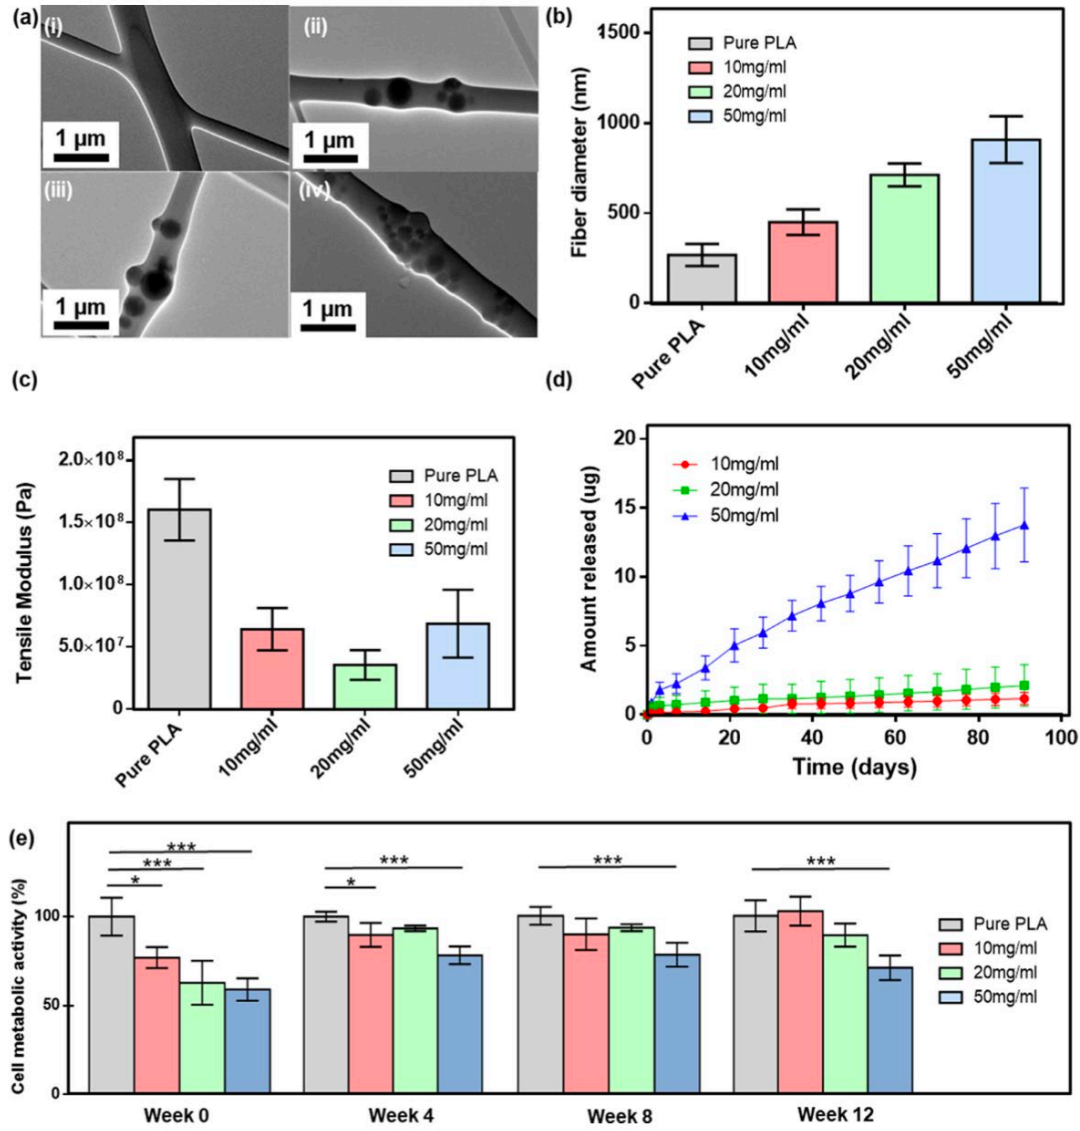 (a)
(i)
(ii)
1 µm
1 µm
(iii)
(iv)
1 µm
1 µm
(b)
Fiber diameter (nm)
1500
1000
500
0
Pure PLA
10mg/ml
20mg/ml
50mg/ml
Pure PLA
10mg/ml
20mg/ml
50mg/ml
(c)
Tensile Modulus (Pa)
2.0×10⁸
1.5×10⁸
1.0×10⁸
5.0×10⁷
0
Pure PLA
10mg/ml
20mg/ml
50mg/ml
Pure PLA
10mg/ml
20mg/ml
50mg/ml
(d)
Amount released (ug)
20
15
10
5
0
10mg/ml
20mg/ml
50mg/ml
0 20 40 60 80 100
Time (days)
(e)
Cell metabolic activity (%)
100
50
0
***
***
*
***
*
***
***
Pure PLA
10mg/ml
20mg/ml
50mg/ml
Week 0 Week 4 Week 8 Week 12